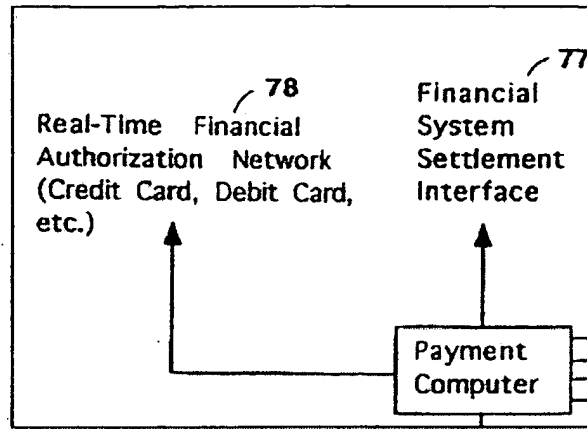 78
Real-Time Financial
Authorization Network
(Credit Card, Debit Card,
etc.)
77
Financial
System
Settlement
Interface
Payment
Computer